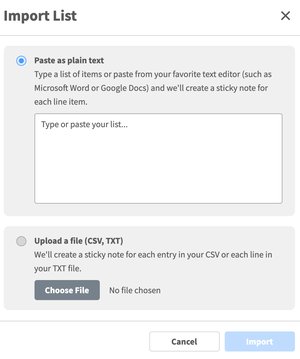 Import List
Paste as plain text
Type a list of items or paste from your favorite text editor (such as
Microsoft Word or Google Docs) and we'll create a sticky note for
each line item.
Type or paste your list...
Upload a file (CSV, TXT)
We'll create a sticky note for each entry in your CSV or each line in
your TXT file.
Choose File No file chosen
Cancel Import